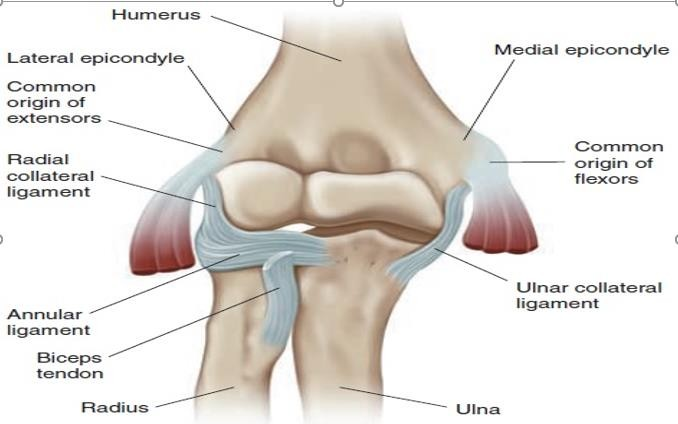 Humerus
Lateral epicondyle
Common
origin of
extensors
Radial
collateral
ligament
Annular
ligament
Biceps
tendon
Radius
Medial epicondyle
Common
origin of
flexors
Ulnar collateral
ligament
Ulna